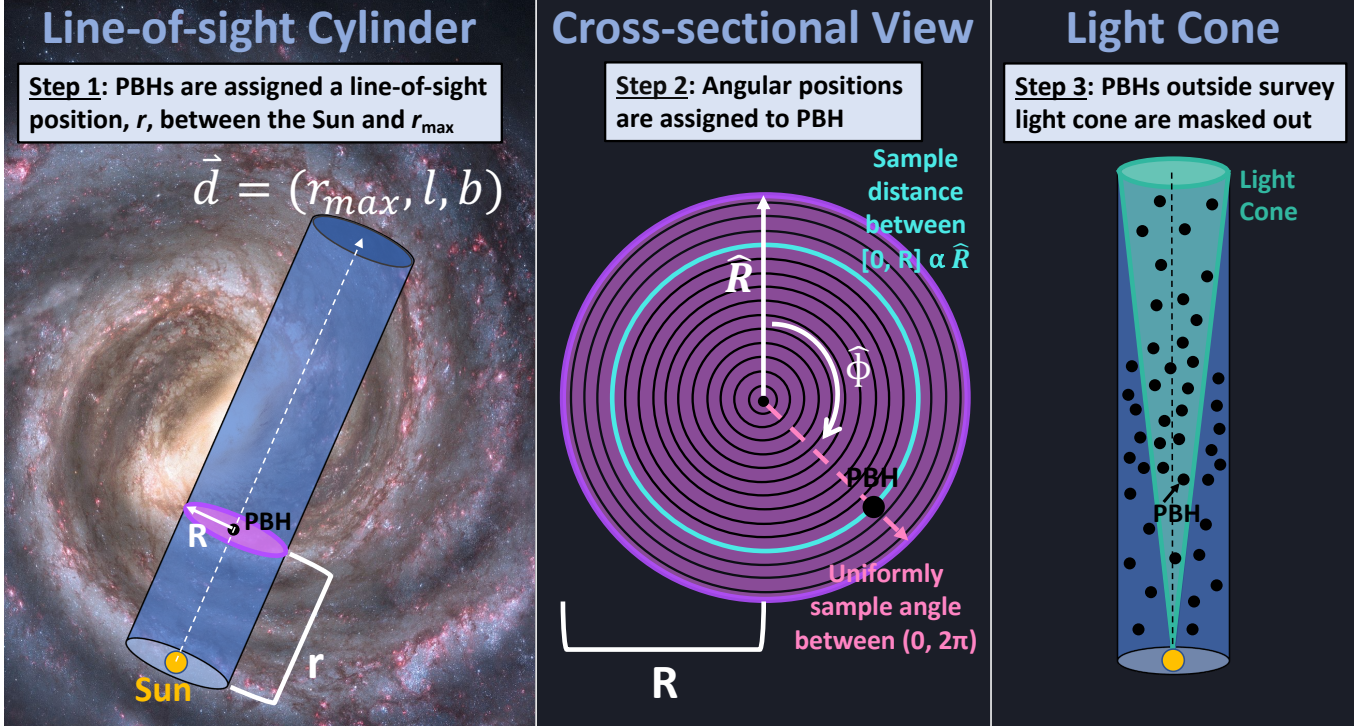 Line-of-sight Cylinder
Step 1: PBHs are assigned a line-of-sight
position, r, between the Sun and r_max
d⃗ = (r_max, l, b)
PBH
R
r
Sun
Cross-sectional View
Step 2: Angular positions
are assigned to PBH
Sample
distance
between
[0, R] α R̂
R̂
ϕ̂
PBH
Uniformly
sample angle
between (0, 2π)
R
Light Cone
Step 3: PBHs outside survey
light cone are masked out
Light
Cone
PBH